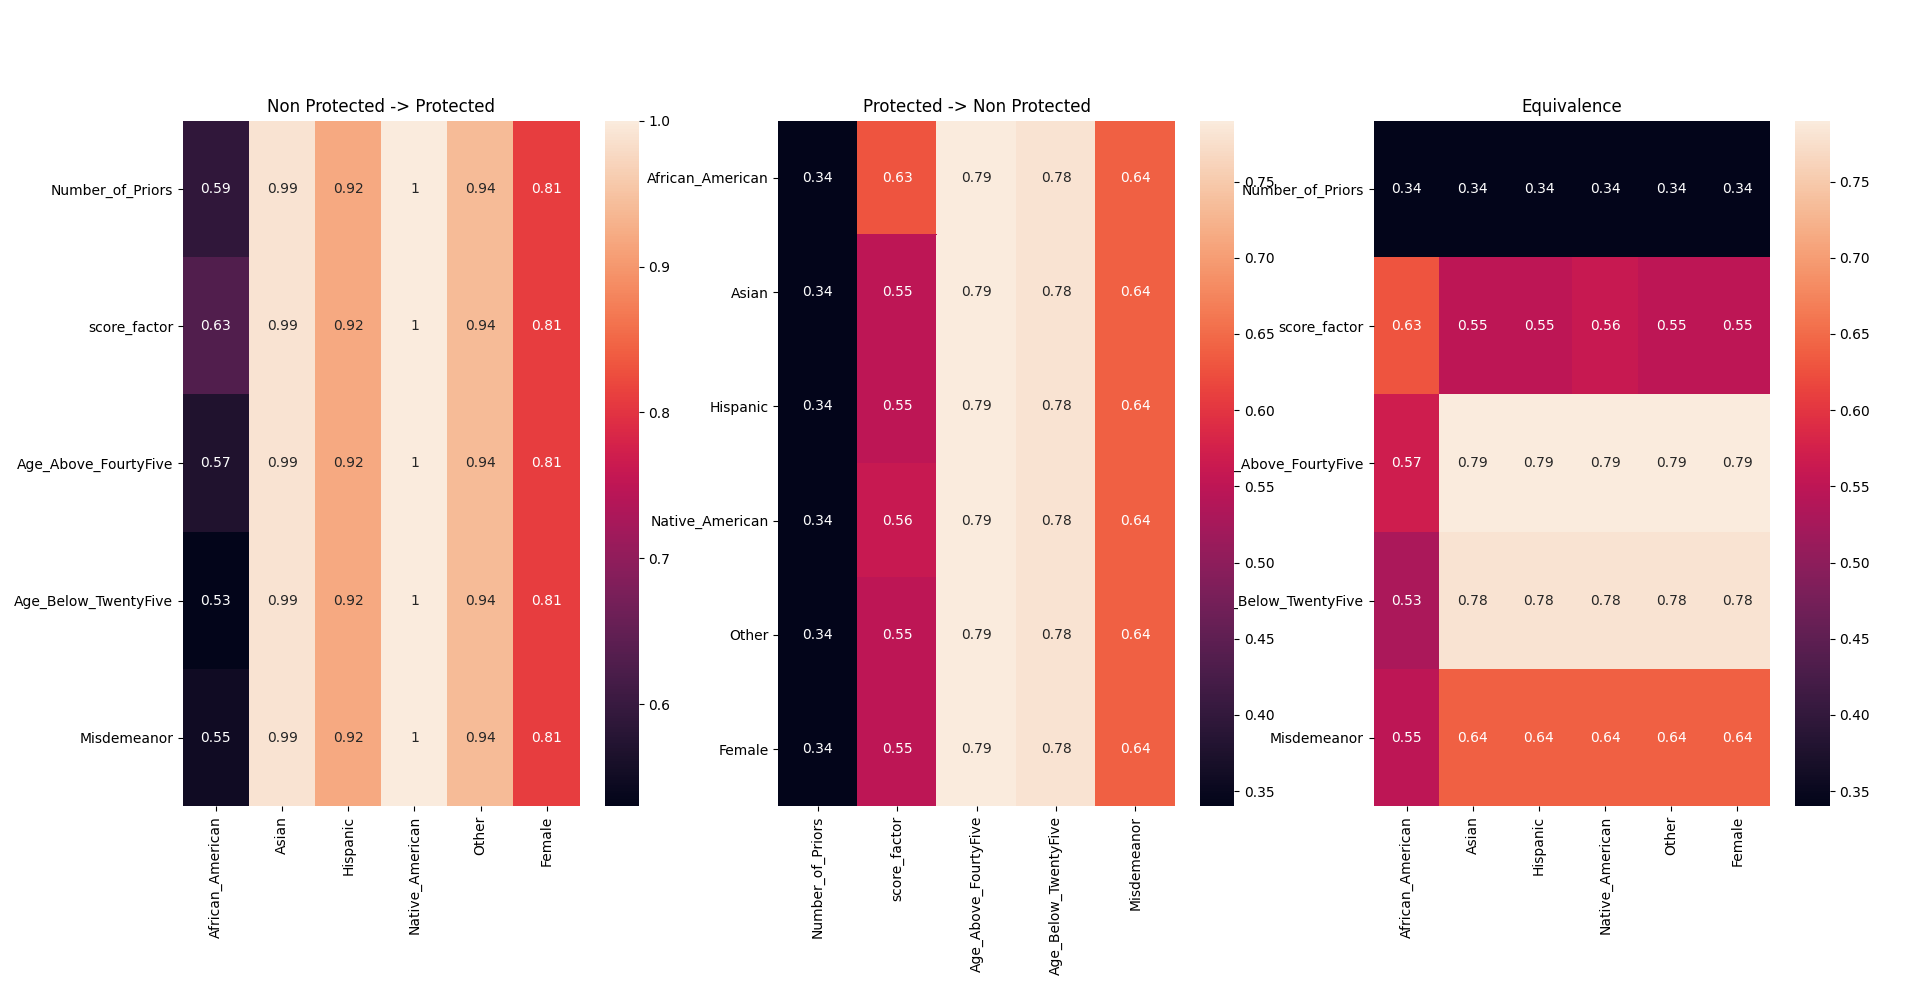 Non Protected -> Protected
Number_of_Priors 0.59 0.99 0.92 1 0.94 0.81
score_factor 0.63 0.99 0.92 1 0.94 0.81
Age_Above_FourtyFive 0.57 0.99 0.92 1 0.94 0.81
Age_Below_TwentyFive 0.53 0.99 0.92 1 0.94 0.81
Misdemeanor 0.55 0.99 0.92 1 0.94 0.81
African_American
Asian
Hispanic
Native_American
Other
Female
1.0
0.9
0.8
0.7
0.6
Protected -> Non Protected
African_American 0.34 0.63 0.79 0.78 0.64
Asian 0.34 0.55 0.79 0.78 0.64
Hispanic 0.34 0.55 0.79 0.78 0.64
Native_American 0.34 0.56 0.79 0.78 0.64
Other 0.34 0.55 0.79 0.78 0.64
Female 0.34 0.55 0.79 0.78 0.64
Number_of_Priors
score_factor
Age_Above_FourtyFive
Age_Below_TwentyFive
Misdemeanor
0.75
0.70
0.65
0.60
0.55
0.50
0.45
0.40
0.35
Equivalence
Number_of_Priors 0.34 0.34 0.34 0.34 0.34 0.34
score_factor 0.63 0.55 0.55 0.56 0.55 0.55
_Above_FourtyFive 0.57 0.79 0.79 0.79 0.79 0.79
_Below_TwentyFive 0.53 0.78 0.78 0.78 0.78 0.78
Misdemeanor 0.55 0.64 0.64 0.64 0.64 0.64
African_American
Asian
Hispanic
Native_American
Other
Female
0.75
0.70
0.65
0.60
0.55
0.50
0.45
0.40
0.35